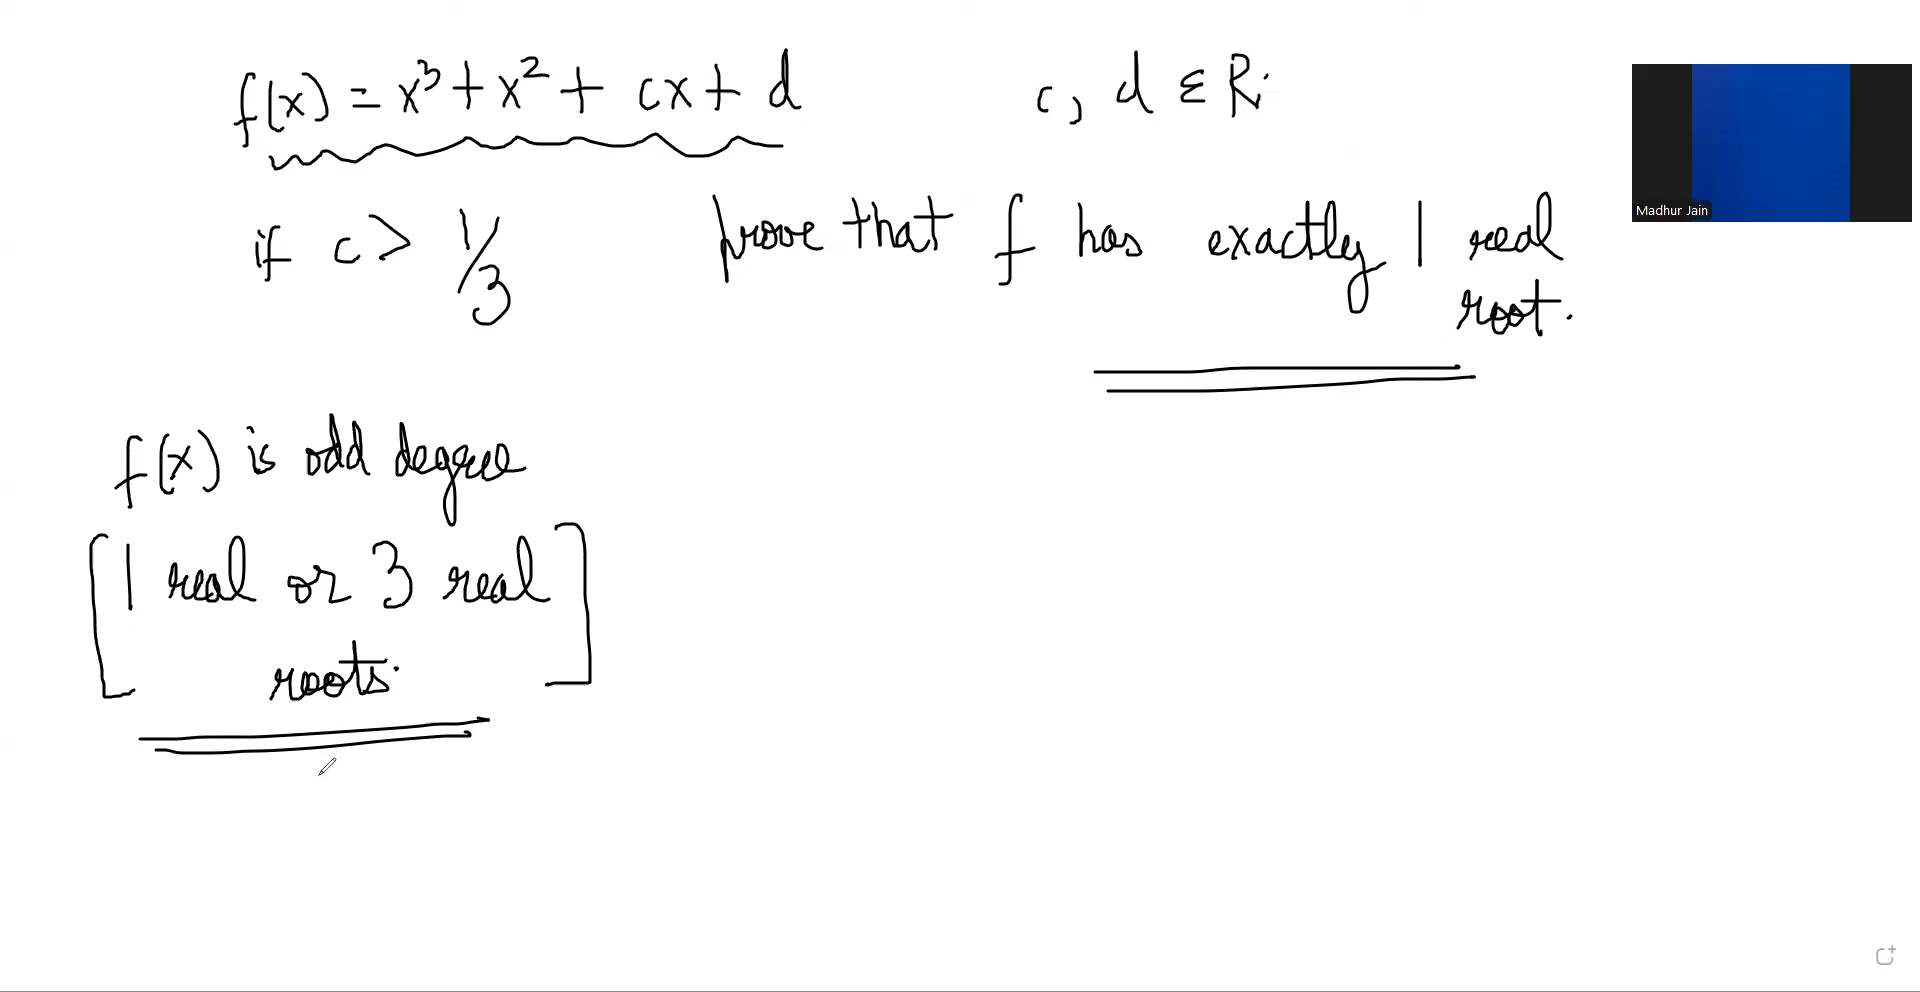 f(x) = x³ + x² + cx + d c, d ε R.
Madhur Jain
if c > 1/3 prove that f has exactly 1 real
root.
f(x) is odd degree
[1 real or 3 real
roots.]